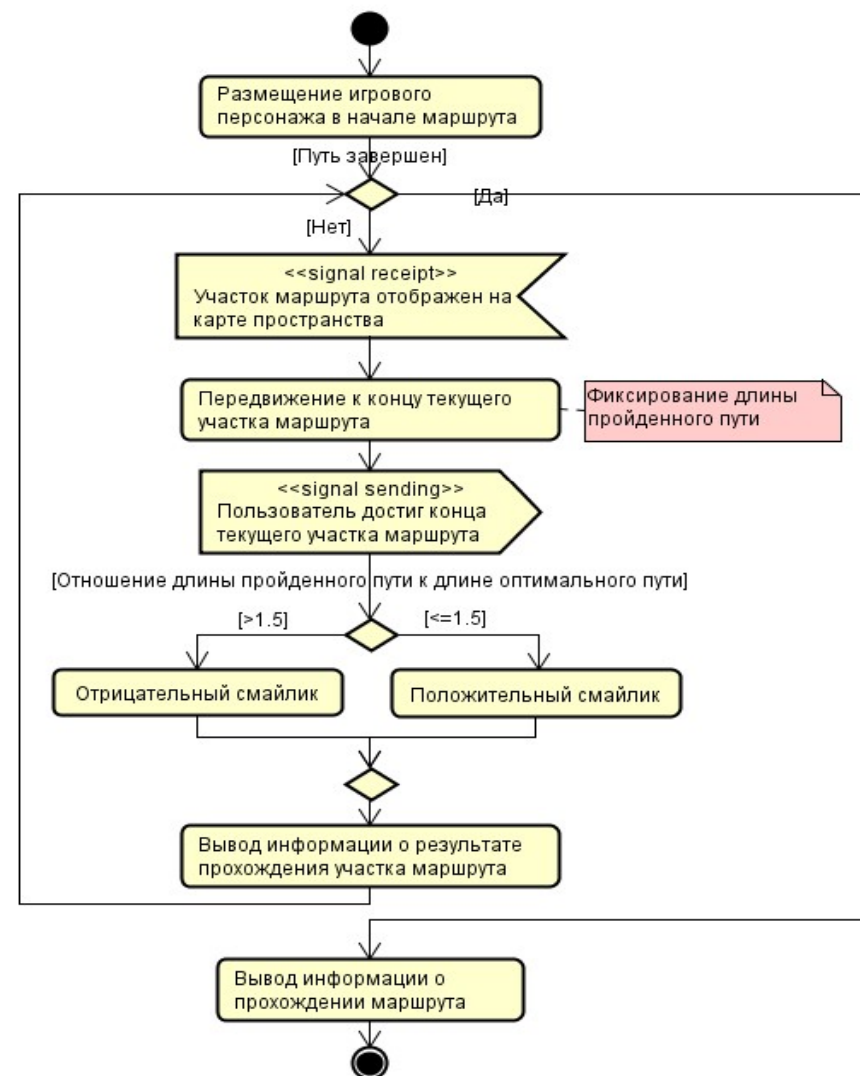 Размещение игрового
персонажа в начале маршрута
[Путь завершен]
[Да]
[Нет]
<<signal receipt>>
Участок маршрута отображен на
карте пространства
Передвижение к концу текущего
участка маршрута
Фиксирование длины
пройденного пути
<<signal sending>>
Пользователь достиг конца
текущего участка маршрута
[Отношение длины пройденного пути к длине оптимального пути]
[>1.5]
[<=1.5]
Отрицательный смайлик
Положительный смайлик
Вывод информации о результате
прохождения участка маршрута
Вывод информации о
прохождении маршрута